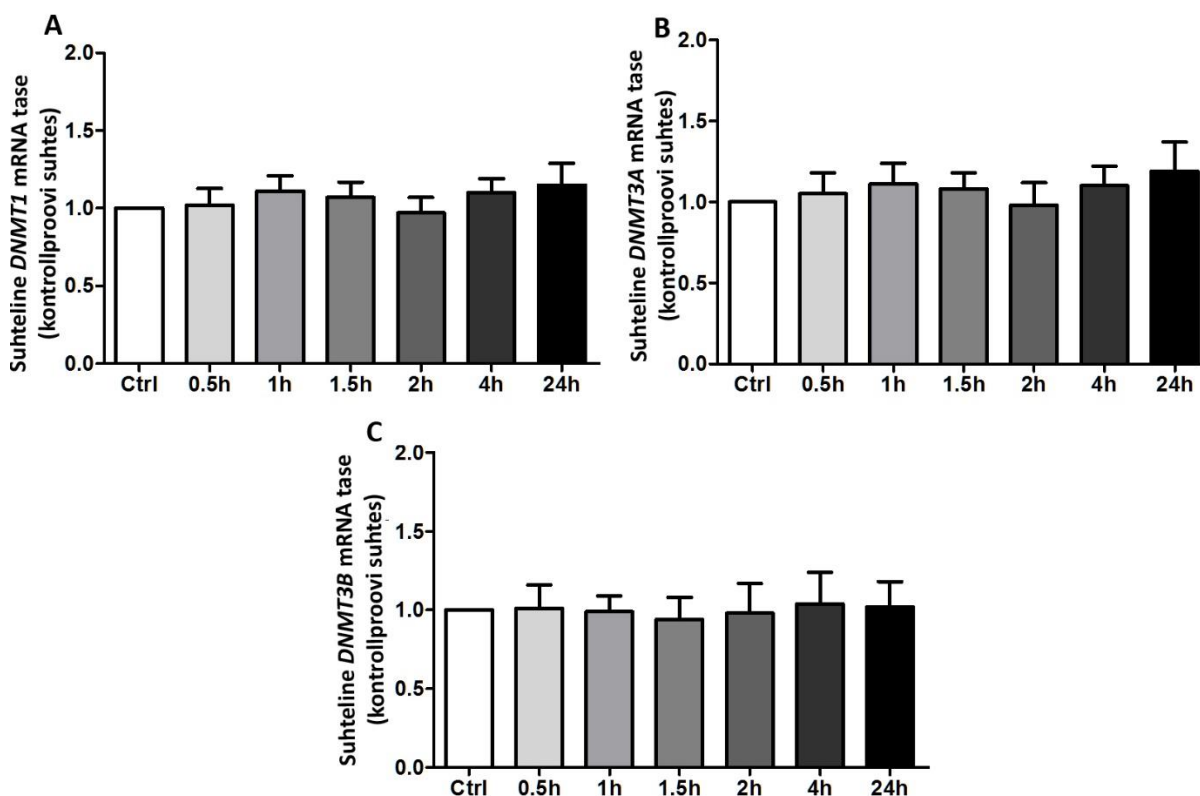 A
Suhteline DNMT1 mRNA tase
(kontrollproovi suhtes)
2.0
1.5
1.0
0.5
0.0
Ctrl 0.5h 1h 1.5h 2h 4h 24h
B
Suhteline DNMT3A mRNA tase
(kontrollproovi suhtes)
2.0
1.5
1.0
0.5
0.0
Ctrl 0.5h 1h 1.5h 2h 4h 24h
C
Suhteline DNMT3B mRNA tase
(kontrollproovi suhtes)
2.0
1.5
1.0
0.5
0.0
Ctrl 0.5h 1h 1.5h 2h 4h 24h